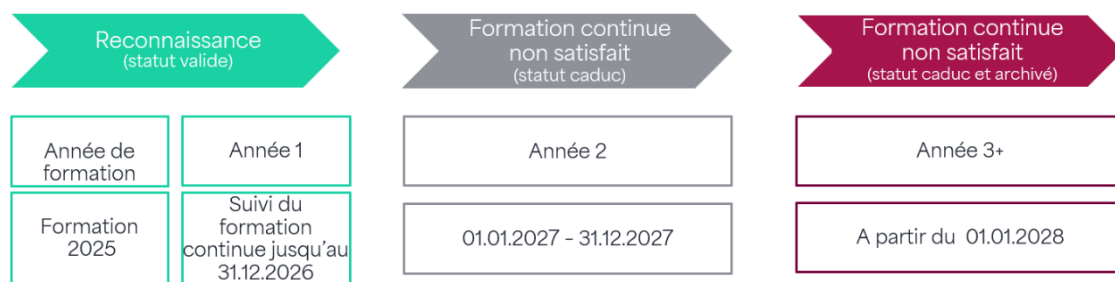 Reconnaissance
(statut valide)
Formation continue
non satisfait
(statut caduc)
Formation continue
non satisfait
(statut caduc et archivé)
Année de
formation
Année 1
Année 2
Année 3+
Formation
2025
Suivi du
formation
continue jusqu'au
31.12.2026
01.01.2027 – 31.12.2027
A partir du 01.01.2028